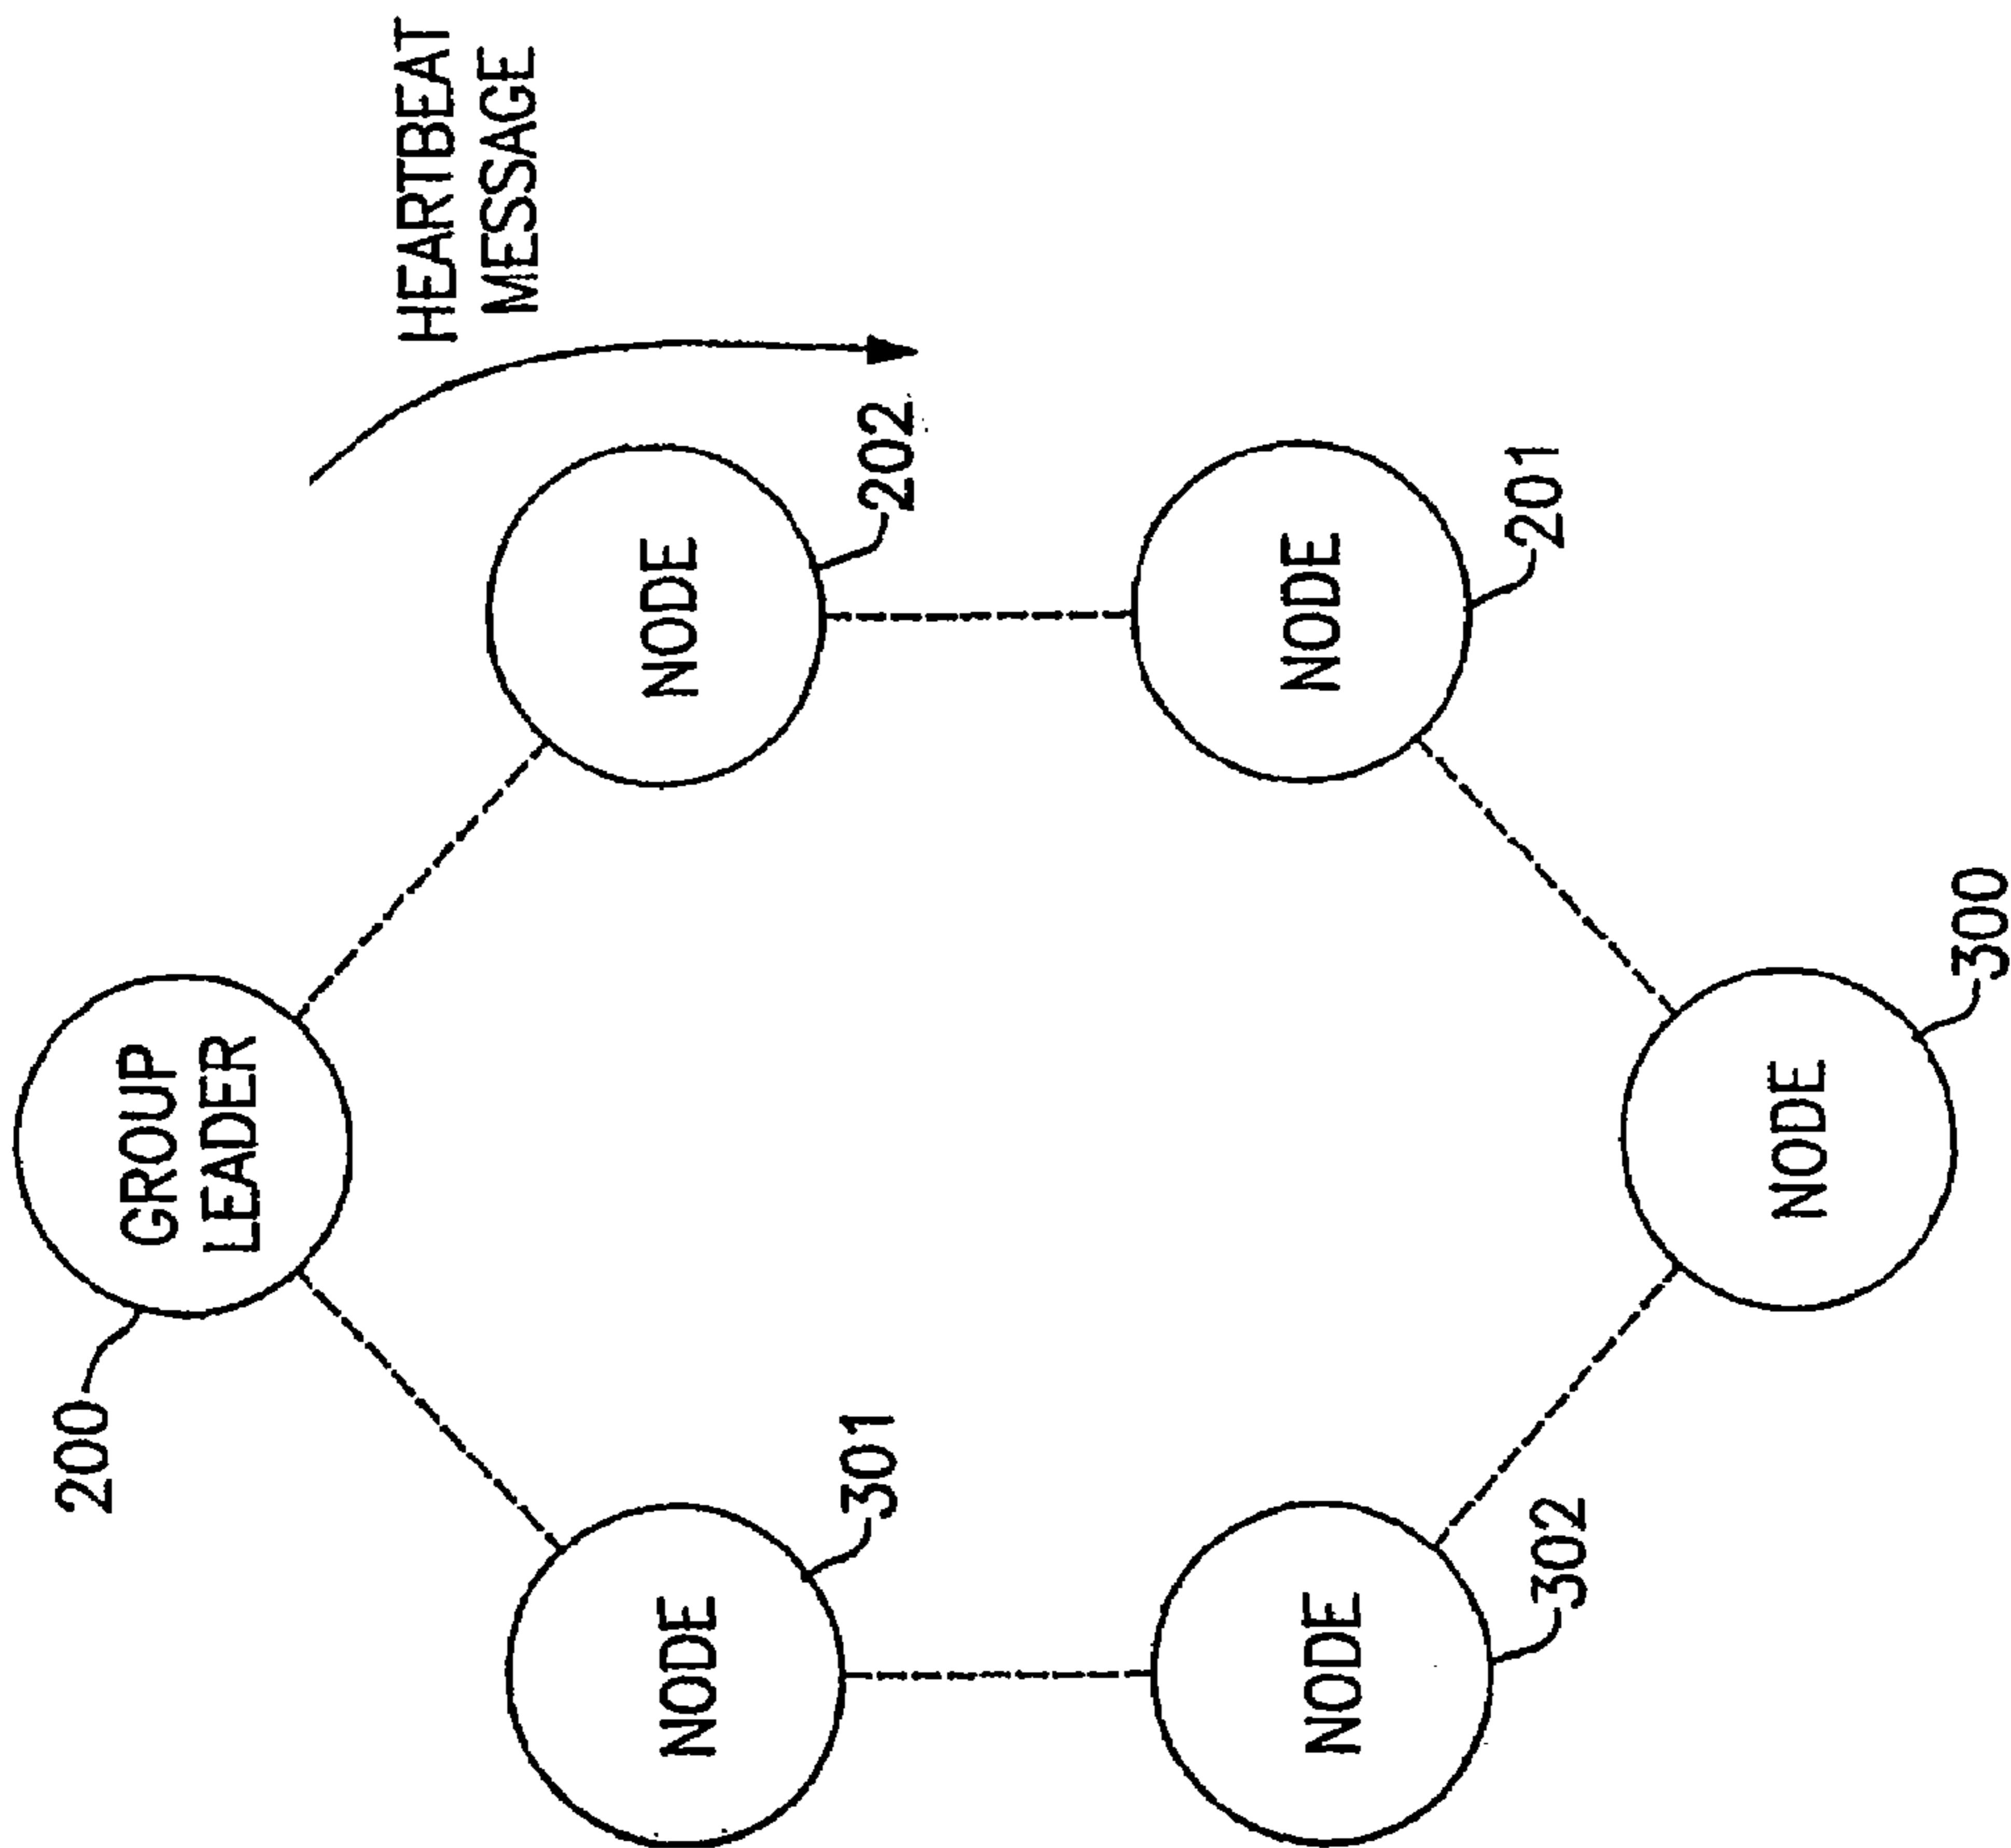 200
GROUP
LEADER
HEARTBEAT
MESSAGE
NODE
301
NODE
202
NODE
302
NODE
201
NODE
300